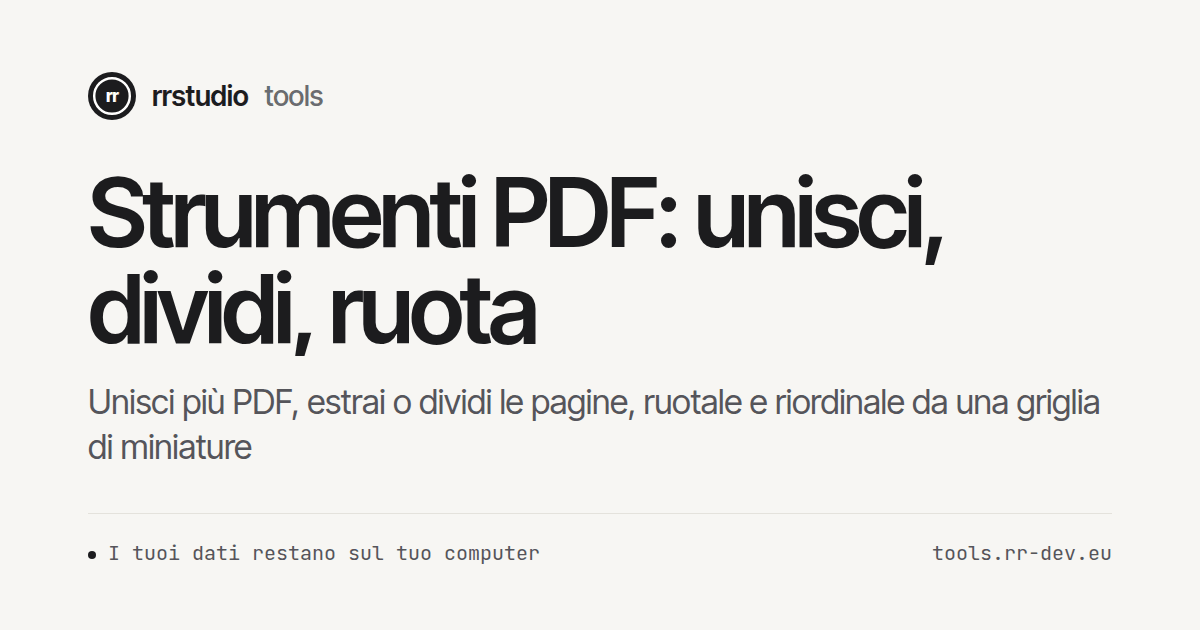 rr rrstudio tools
Strumenti PDF: unisci,
dividi, ruota
Unisci più PDF, estrai o dividi le pagine, ruotale e riordinale da una griglia
di miniature
I tuoi dati restano sul tuo computer
tools.rr-dev.eu